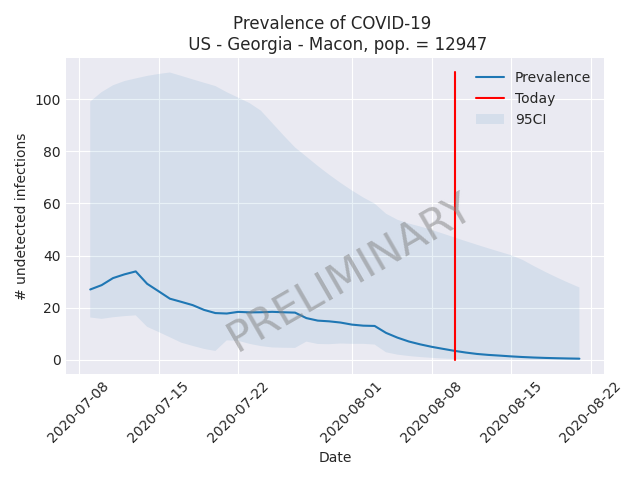 Prevalence of COVID-19
US - Georgia - Macon, pop. = 12947
Prevalence
Today
95CI
PRELIMINARY
# undetected infections
100
80
60
40
20
0
2020-07-08
2020-07-15
2020-07-22
2020-08-01
2020-08-08
2020-08-15
2020-08-22
Date